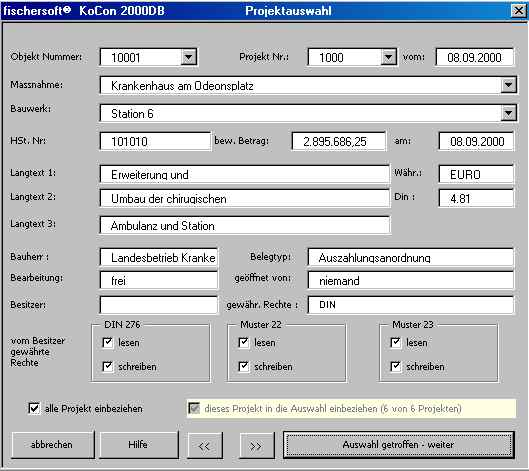 fischersoft® KoCon 2000DB Projektauswahl
Objekt Nummer: 10001 Projekt Nr.: 1000 vom: 08.09.2000
Massnahme: Krankenhaus am Odeonsplatz
Bauwerk: Station 6
HSt. Nr: 101010 bew. Betrag: 2.895.686,25 am: 08.09.2000
Langtext 1: Erweiterung und Währ.: EURO
Langtext 2: Umbau der chirugischen Din : 4.81
Langtext 3: Ambulanz und Station
Bauherr : Landesbetrieb Kranke Belegtyp: Auszahlungsanordnung
Bearbeitung: frei geöffnet von: niemand
Besitzer: gewähr. Rechte : DIN
vom Besitzer gewährte Rechte
DIN 276 Muster 22 Muster 23
lesen lesen lesen
schreiben schreiben schreiben
alle Projekt einbeziehen dieses Projekt in die Auswahl einbeziehen (6 von 6 Projekten)
abbrechen Hilfe << >> Auswahl getroffen - weiter